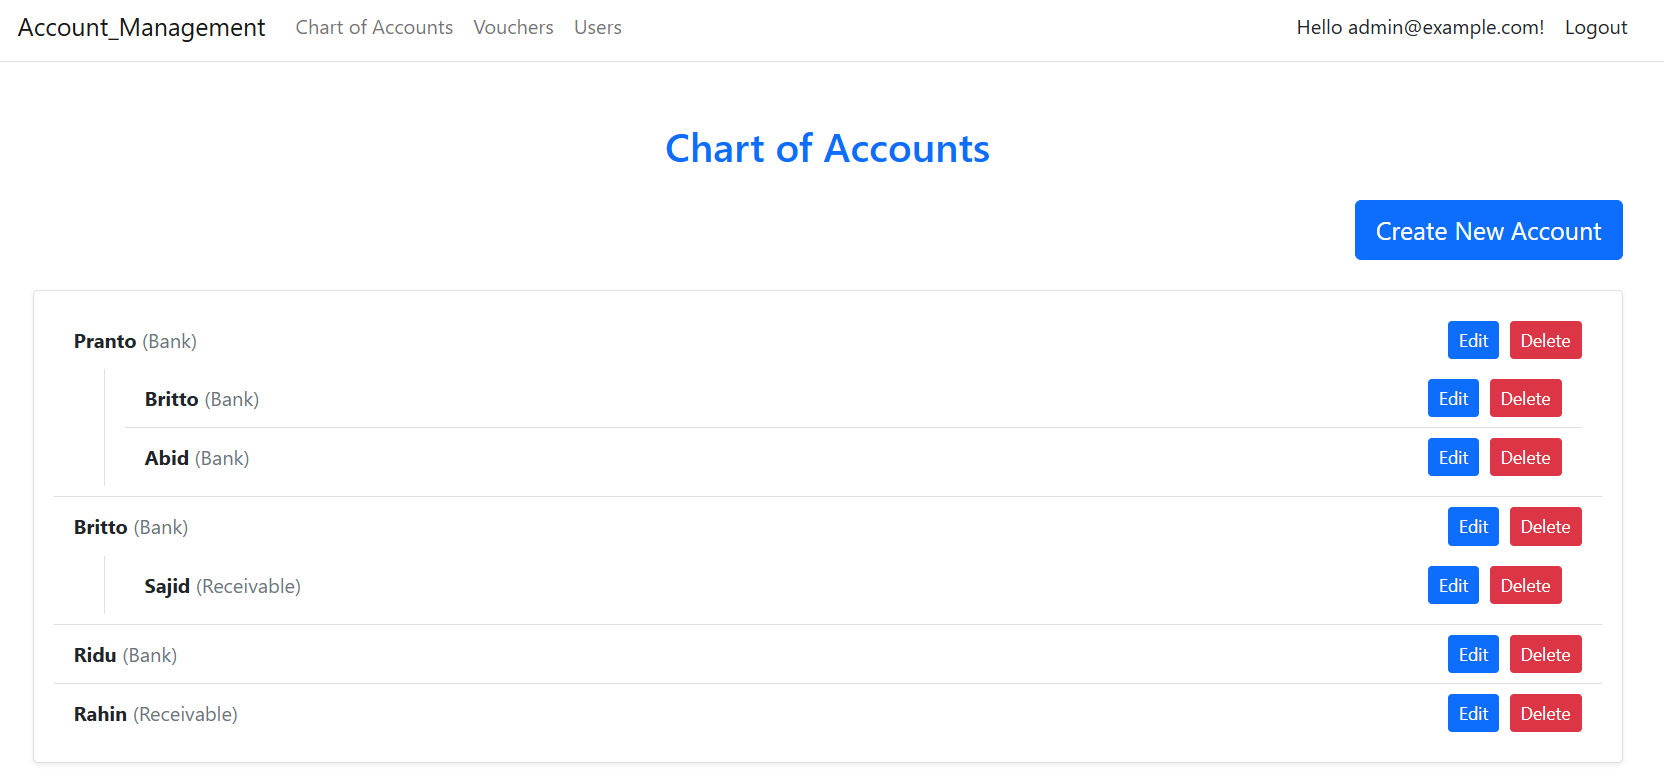 Account_Management Chart of Accounts Vouchers Users Hello admin@example.com! Logout
Chart of Accounts
Create New Account
Pranto (Bank) Edit Delete
Britto (Bank) Edit Delete
Abid (Bank) Edit Delete
Britto (Bank) Edit Delete
Sajid (Receivable) Edit Delete
Ridu (Bank) Edit Delete
Rahin (Receivable) Edit Delete